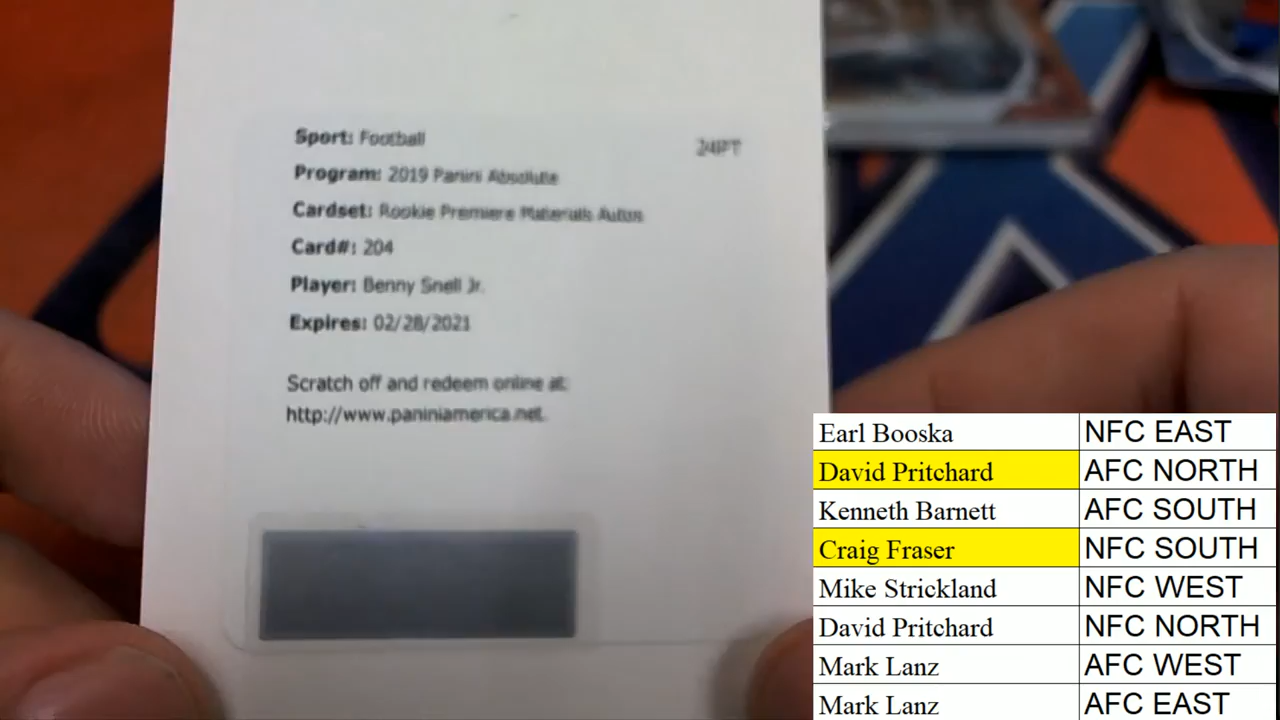 Sport: Football
24PT
Program: 2019 Panini Absolute
Cardset: Rookie Premiere Materials Autos
Card#: 204
Player: Benny Snell Jr.
Expires: 02/28/2021
Scratch off and redeem online at:
http://www.paniniamerica.net.
Earl Booska NFC EAST
David Pritchard AFC NORTH
Kenneth Barnett AFC SOUTH
Craig Fraser NFC SOUTH
Mike Strickland NFC WEST
David Pritchard NFC NORTH
Mark Lanz AFC WEST
Mark Lanz AFC EAST